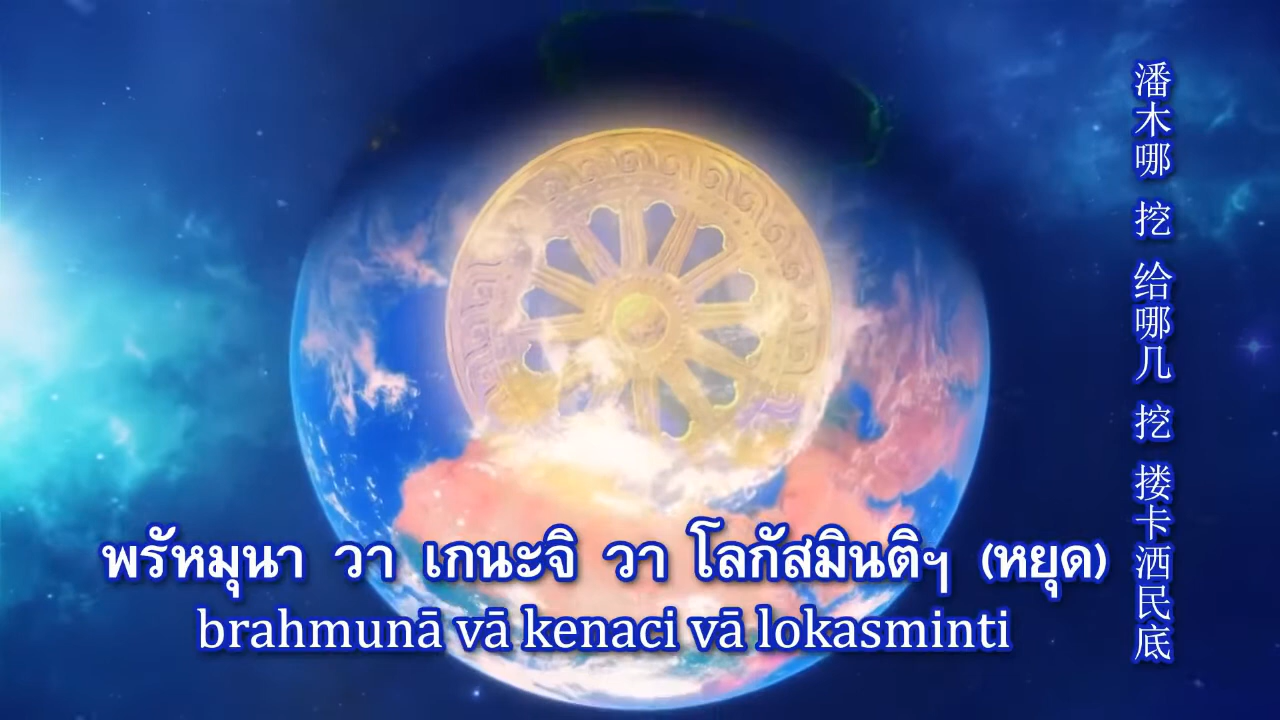 พรัหมุนา วา เกนะจิ วา โลกัสมินติฯ (หยุด)
brahmunā vā kenaci vā lokasminti
潘木哪 挖 给哪几 挖 搂卡洒民底